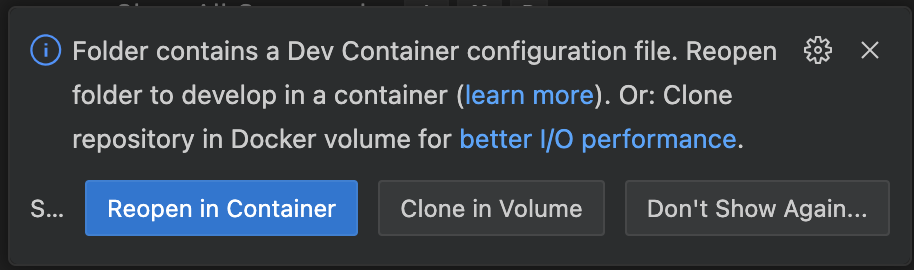 Folder contains a Dev Container configuration file. Reopen
folder to develop in a container (learn more). Or: Clone
repository in Docker volume for better I/O performance.
S... Reopen in Container Clone in Volume Don't Show Again...